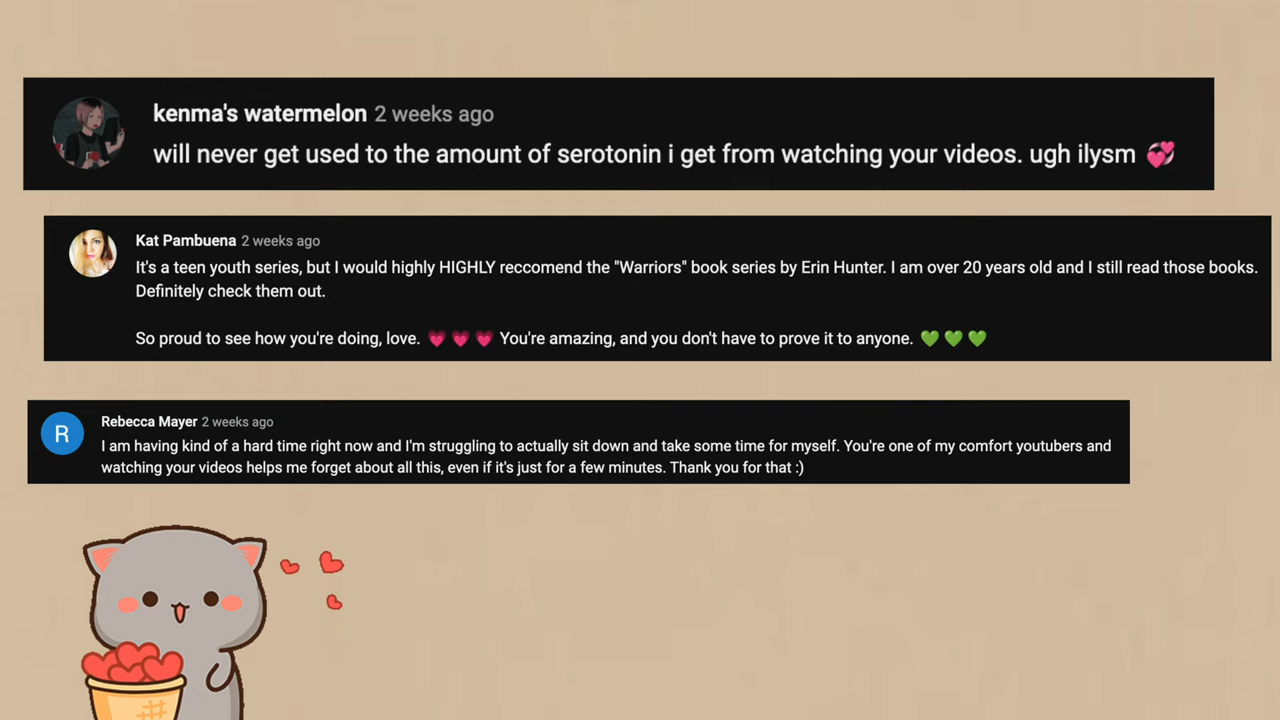 kenma's watermelon 2 weeks ago
will never get used to the amount of serotonin i get from watching your videos. ugh ilysm 💞
Kat Pambuena 2 weeks ago
It's a teen youth series, but I would highly HIGHLY reccomend the "Warriors" book series by Erin Hunter. I am over 20 years old and I still read those books.
Definitely check them out.
So proud to see how you're doing, love. 💗 💗 💗 You're amazing, and you don't have to prove it to anyone. 💚 💚 💚
R
Rebecca Mayer 2 weeks ago
I am having kind of a hard time right now and I'm struggling to actually sit down and take some time for myself. You're one of my comfort youtubers and
watching your videos helps me forget about all this, even if it's just for a few minutes. Thank you for that :)